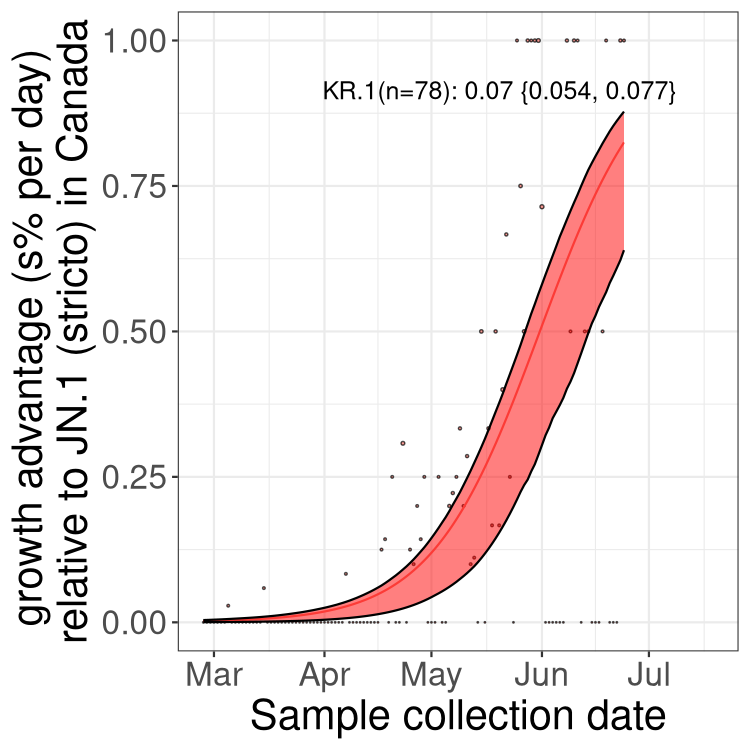 growth advantage (s% per day)
relative to JN.1 (stricto) in Canada
1.00
0.75
0.50
0.25
0.00
KR.1(n=78): 0.07 {0.054, 0.077}
Mar Apr May Jun Jul
Sample collection date